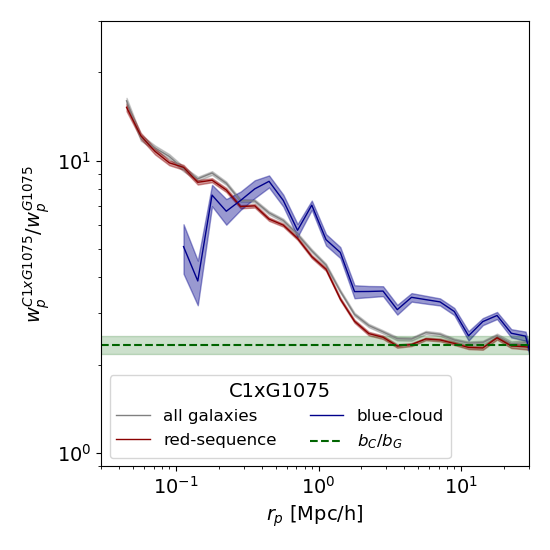 w_p^{C1xG1075}/w_p^{G1075}
10^1
10^0
C1xG1075
all galaxies
red-sequence
blue-cloud
b_C/b_G
10^{-1}
10^0
10^1
r_p [Mpc/h]